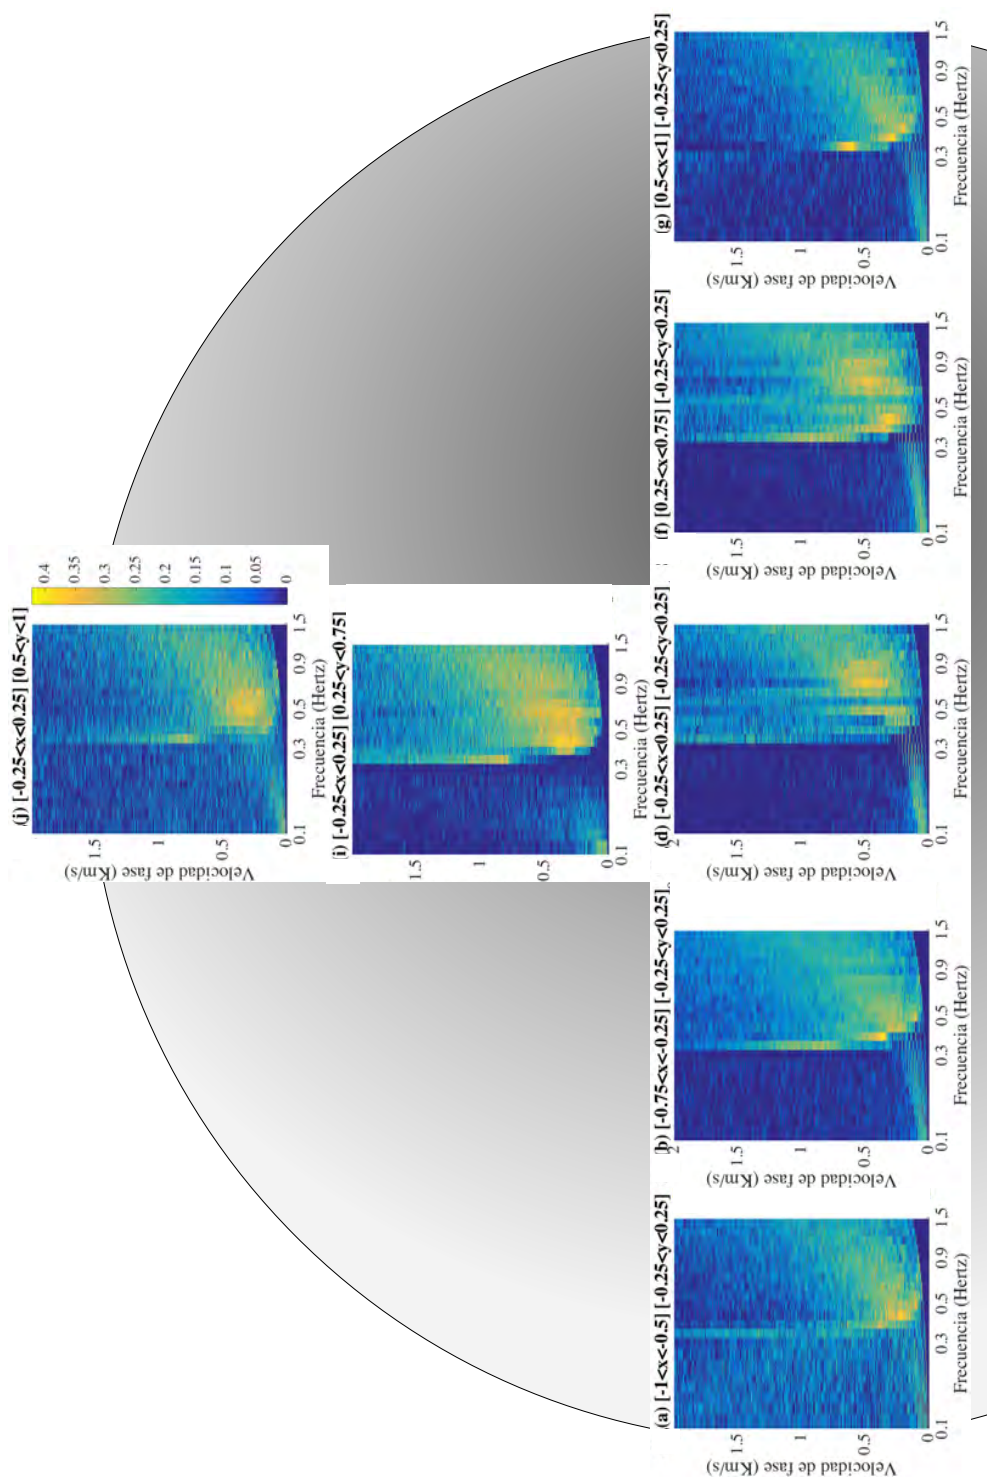 (j) [-0.25<x<0.25] [0.5<y<1]
Velocidad de fase (Km/s)
1.5
1
0.5
0
0.1 0.3 0.5 0.9 1.5
Frecuencia (Hertz)
0.4
0.35
0.3
0.25
0.2
0.15
0.1
0.05
0
i) [-0.25<x<0.25] [0.25<y<0.75]
1.5
1
0.5
0
0.1 0.3 0.5 0.9 1.5
Frecuencia (Hertz)
(a) [-1<x<-0.5] [-0.25<y<0.25]
Velocidad de fase (Km/s)
1.5
1
0.5
0
0.1 0.3 0.5 0.9 1.5
Frecuencia (Hertz)
b) [-0.75<x<-0.25] [-0.25<y<0.25]
Velocidad de fase (Km/s)
2
1.5
1
0.5
0
0.1 0.3 0.5 0.9 1.5
Frecuencia (Hertz)
(d) [-0.25<x<0.25] [-0.25<y<0.25]
1.5
1
0.5
0
0.1 0.3 0.5 0.9 1.5
Frecuencia (Hertz)
(f) [0.25<x<0.75] [-0.25<y<0.25]
Velocidad de fase (Km/s)
1.5
1
0.5
0
0.1 0.3 0.5 0.9 1.5
Frecuencia (Hertz)
(g) [0.5<x<1] [-0.25<y<0.25]
Velocidad de fase (Km/s)
1.5
1
0.5
0
0.1 0.3 0.5 0.9 1.5
Frecuencia (Hertz)